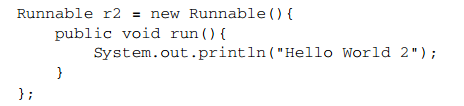 Runnable r2 = new Runnable(){
    public void run(){
        System.out.println("Hello World 2");
    }
};